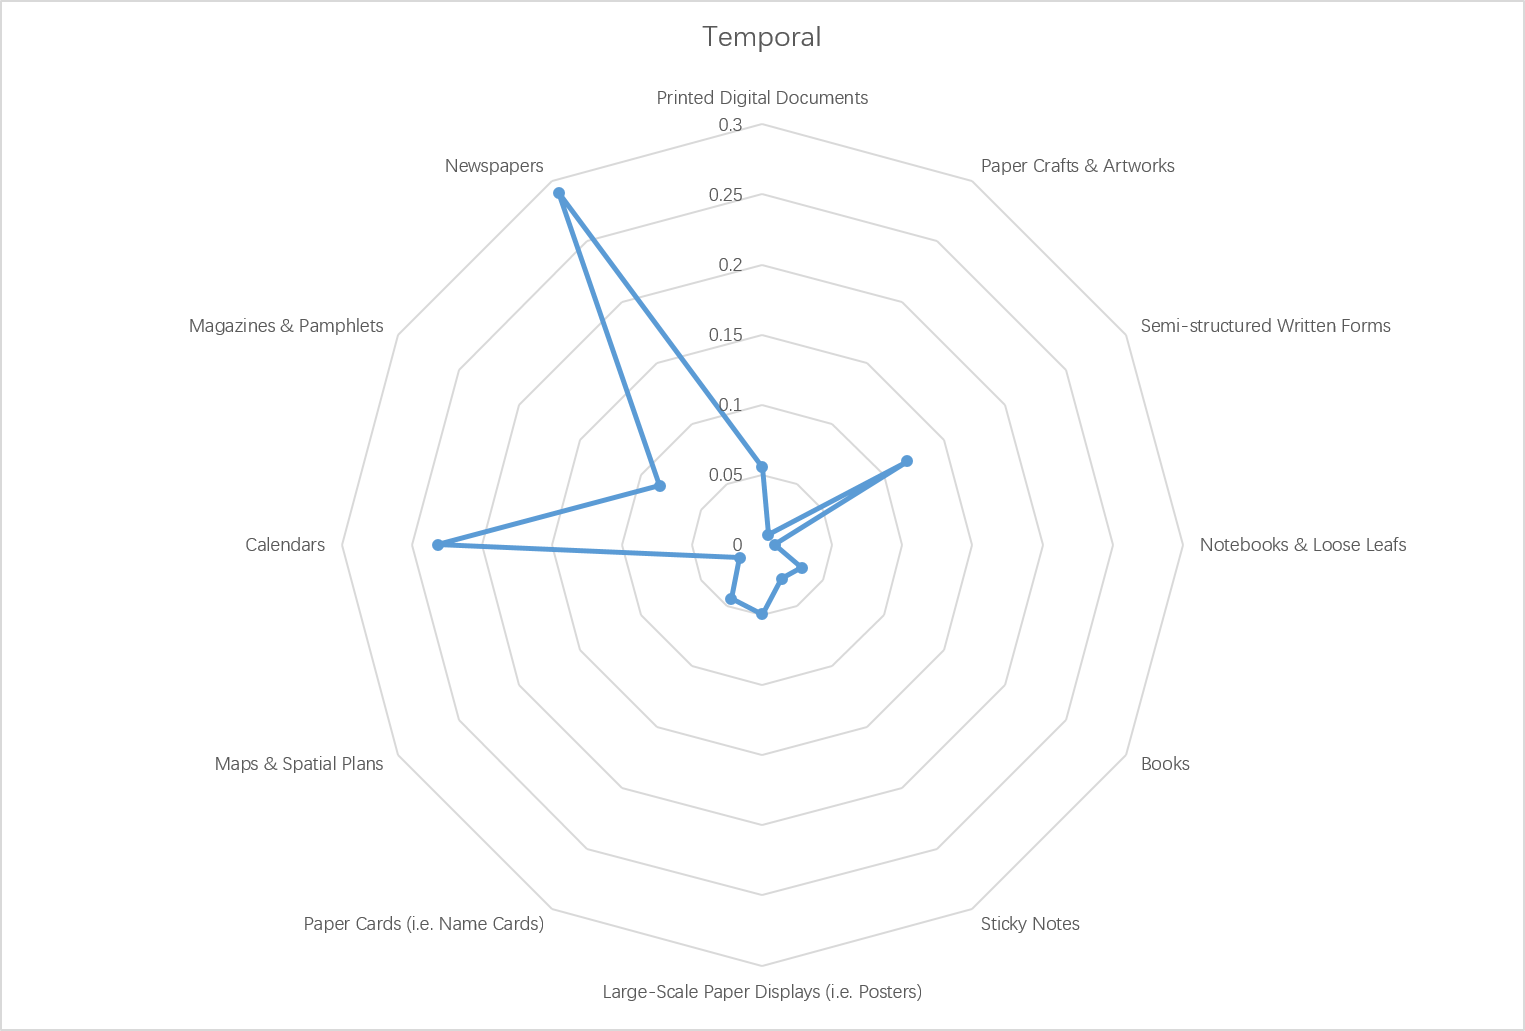 Temporal
Printed Digital Documents
0.3
Newspapers
Paper Crafts & Artworks
0.25
0.2
Magazines & Pamphlets
Semi-structured Written Forms
0.15
0.1
0.05
Calendars
0
Notebooks & Loose Leafs
Maps & Spatial Plans
Books
Paper Cards (i.e. Name Cards)
Sticky Notes
Large-Scale Paper Displays (i.e. Posters)